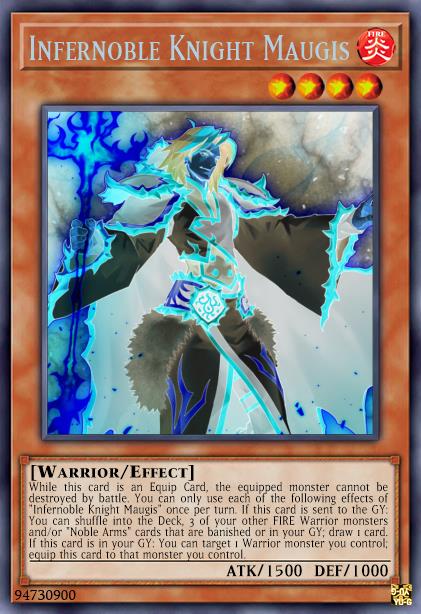 Infernoble Knight Maugis
FIRE
炎
[Warrior/Effect]
While this card is an Equip Card, the equipped monster cannot be
destroyed by battle. You can only use each of the following effects of
"Infernoble Knight Maugis" once per turn. If this card is sent to the GY:
You can shuffle into the Deck, 3 of your other FIRE Warrior monsters
and/or "Noble Arms" cards that are banished or in your GY; draw 1 card.
If this card is in your GY: You can target 1 Warrior monster you control;
equip this card to that monster you control.
ATK/1500 DEF/1000
94730900